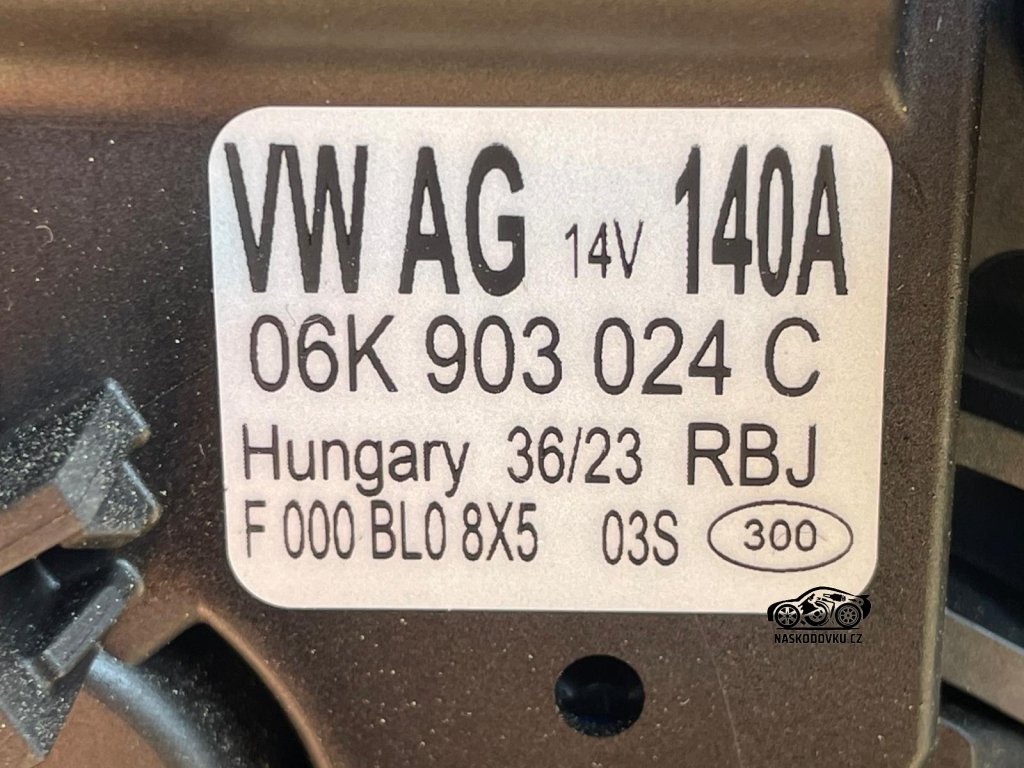 VW AG 14V 140A
06K 903 024 C
Hungary 36/23 RBJ
F 000 BL0 8X5 03S 300
NASKODOVKU.CZ